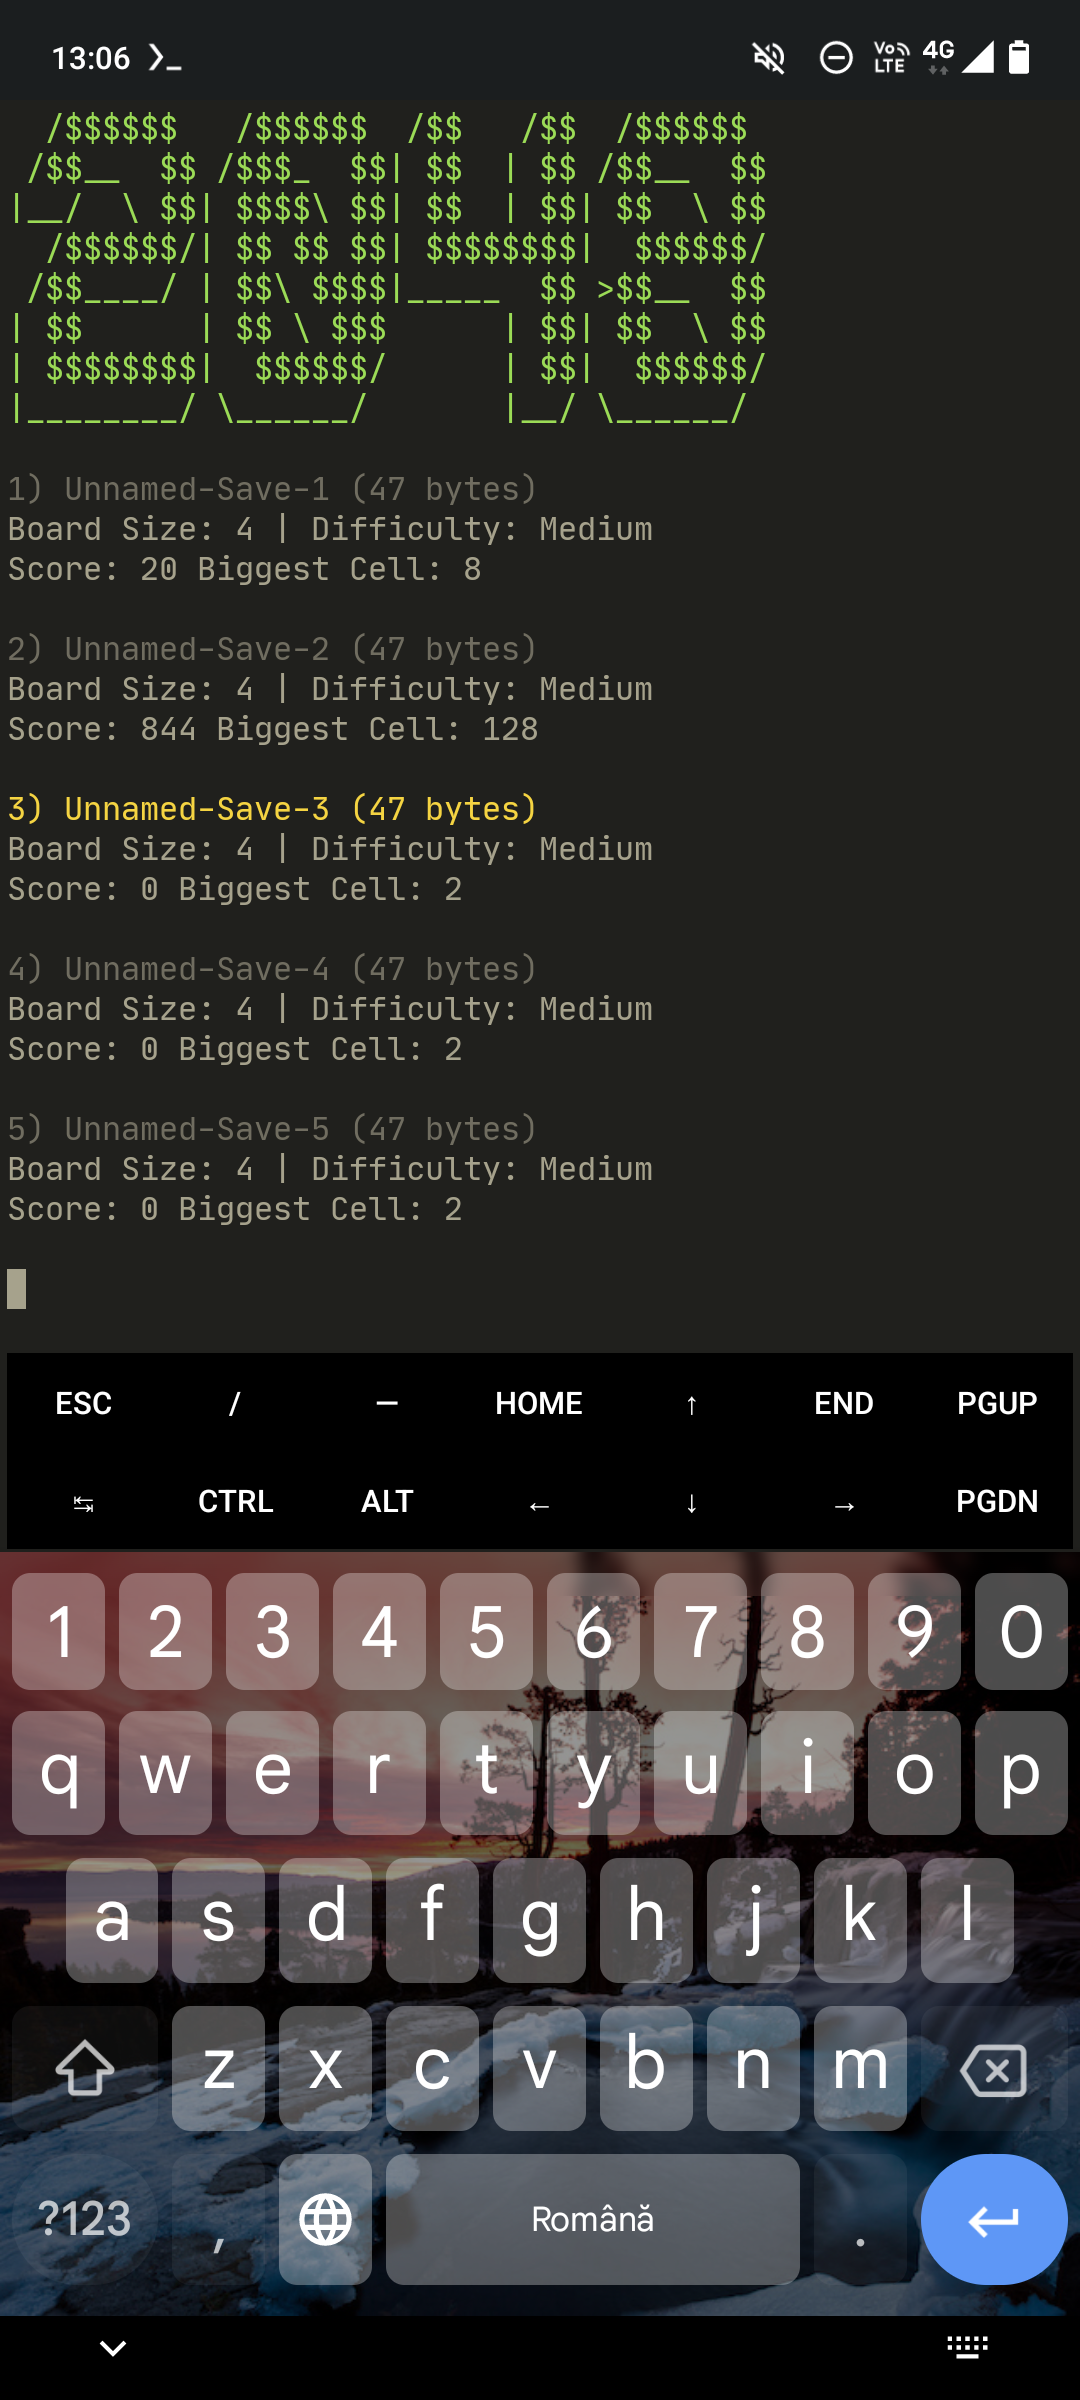 13:06 VoLTE 4G
  /$$$$$$   /$$$$$$  /$$   /$$  /$$$$$$
 /$$__  $$ /$$$_  $$| $$  | $$ /$$__  $$
|__/  \ $$| $$$$\ $$| $$  | $$| $$  \ $$
  /$$$$$$/| $$ $$ $$| $$$$$$$$|  $$$$$$/
 /$$____/ | $$\ $$$$|_____  $$ >$$__  $$
| $$      | $$ \ $$$      | $$| $$  \ $$
| $$$$$$$$|  $$$$$$/      | $$|  $$$$$$/
|________/ \______/       |__/ \______/
1) Unnamed-Save-1 (47 bytes)
Board Size: 4 | Difficulty: Medium
Score: 20 Biggest Cell: 8
2) Unnamed-Save-2 (47 bytes)
Board Size: 4 | Difficulty: Medium
Score: 844 Biggest Cell: 128
3) Unnamed-Save-3 (47 bytes)
Board Size: 4 | Difficulty: Medium
Score: 0 Biggest Cell: 2
4) Unnamed-Save-4 (47 bytes)
Board Size: 4 | Difficulty: Medium
Score: 0 Biggest Cell: 2
5) Unnamed-Save-5 (47 bytes)
Board Size: 4 | Difficulty: Medium
Score: 0 Biggest Cell: 2
ESC / — HOME ↑ END PGUP
↹ CTRL ALT ← ↓ → PGDN
1 2 3 4 5 6 7 8 9 0
q w e r t y u i o p
a s d f g h j k l
z x c v b n m
?123 , Română .